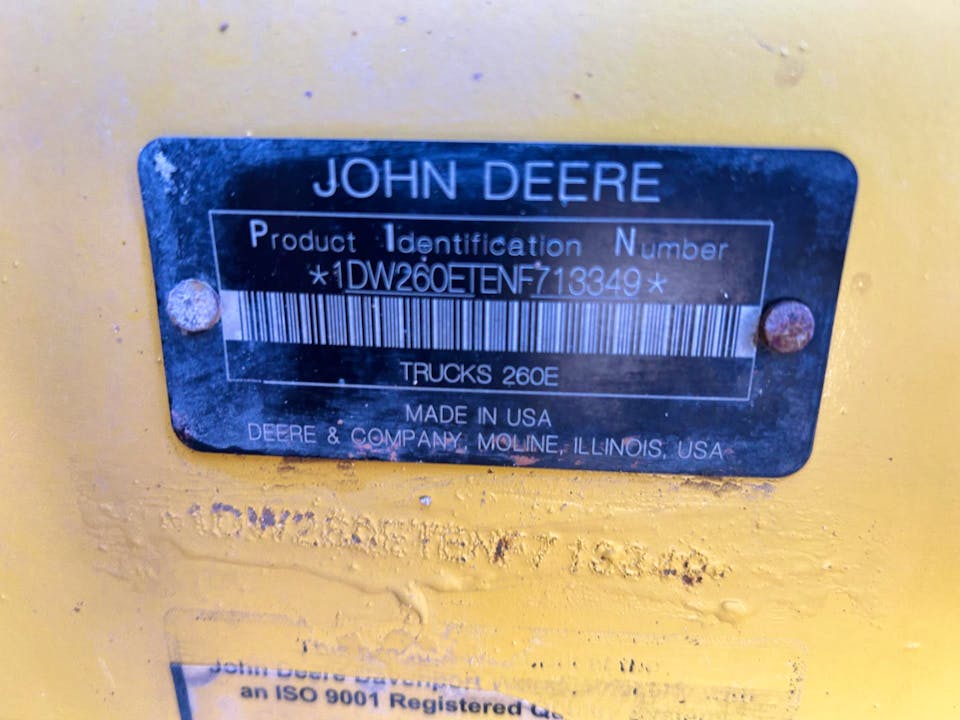 JOHN DEERE
Product Identification Number
*1DW260ETENF713349*
TRUCKS 260E
MADE IN USA
DEERE & COMPANY, MOLINE, ILLINOIS, USA
*1DW260ETENF713349
This
John Deere Davenport
an ISO 9001 Registered